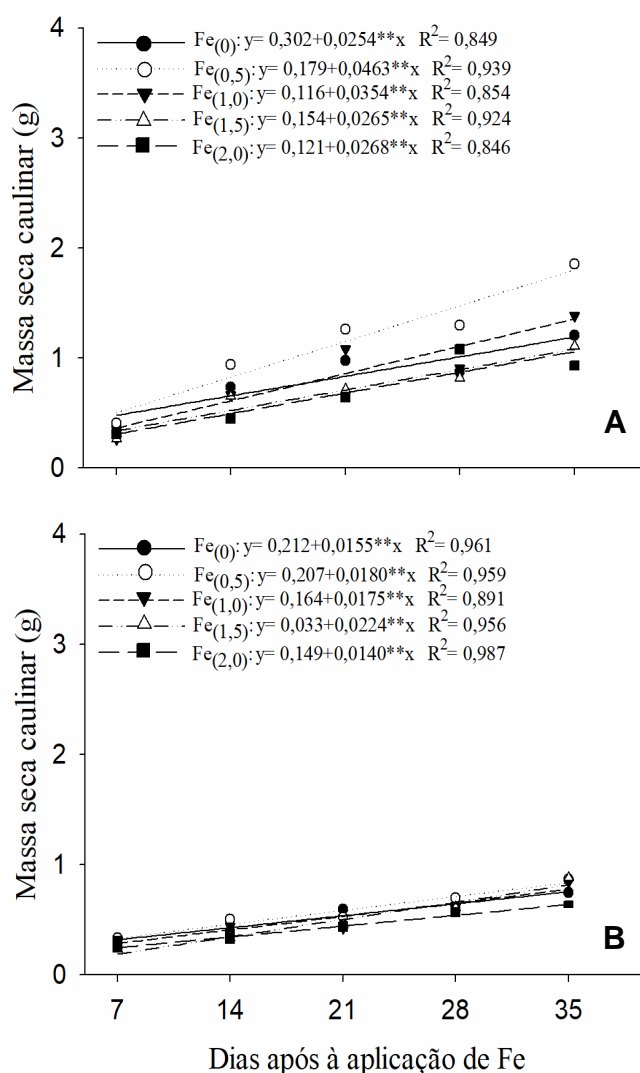 4
Fe(0): y= 0,302+0,0254**x R²= 0,849
Fe(0,5): y= 0,179+0,0463**x R²= 0,939
Fe(1,0): y= 0,116+0,0354**x R²= 0,854
Fe(1,5): y= 0,154+0,0265**x R²= 0,924
Fe(2,0): y= 0,121+0,0268**x R²= 0,846
3
2
1
0
Massa seca caulinar (g)
A
4
Fe(0): y= 0,212+0,0155**x R²= 0,961
Fe(0,5): y= 0,207+0,0180**x R²= 0,959
Fe(1,0): y= 0,164+0,0175**x R²= 0,891
Fe(1,5): y= 0,033+0,0224**x R²= 0,956
Fe(2,0): y= 0,149+0,0140**x R²= 0,987
3
2
1
0
Massa seca caulinar (g)
B
7 14 21 28 35
Dias após à aplicação de Fe